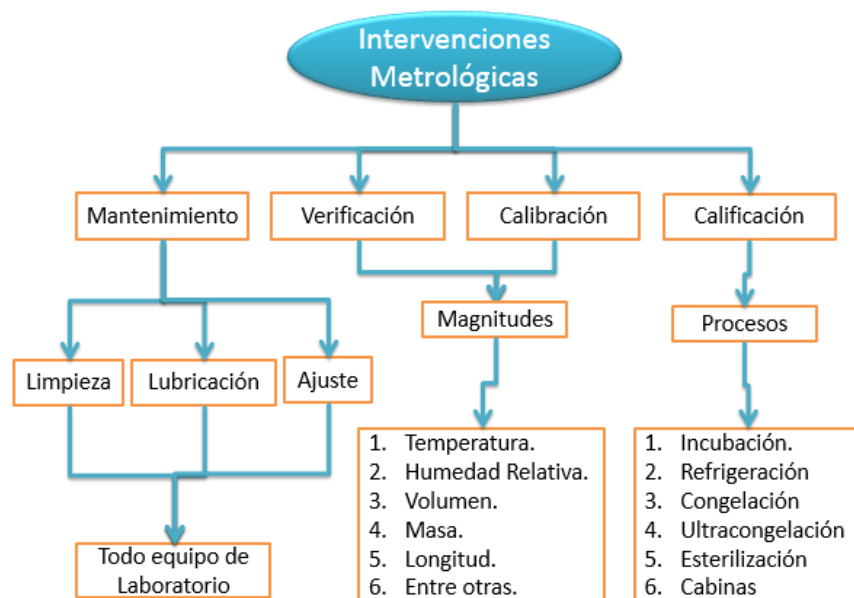 Intervenciones
Metrológicas
Mantenimiento
Verificación
Calibración
Calificación
Magnitudes
Procesos
Limpieza
Lubricación
Ajuste
Todo equipo de
Laboratorio
1. Temperatura.
2. Humedad Relativa.
3. Volumen.
4. Masa.
5. Longitud.
6. Entre otras.
1. Incubación.
2. Refrigeración
3. Congelación
4. Ultracongelación
5. Esterilización
6. Cabinas